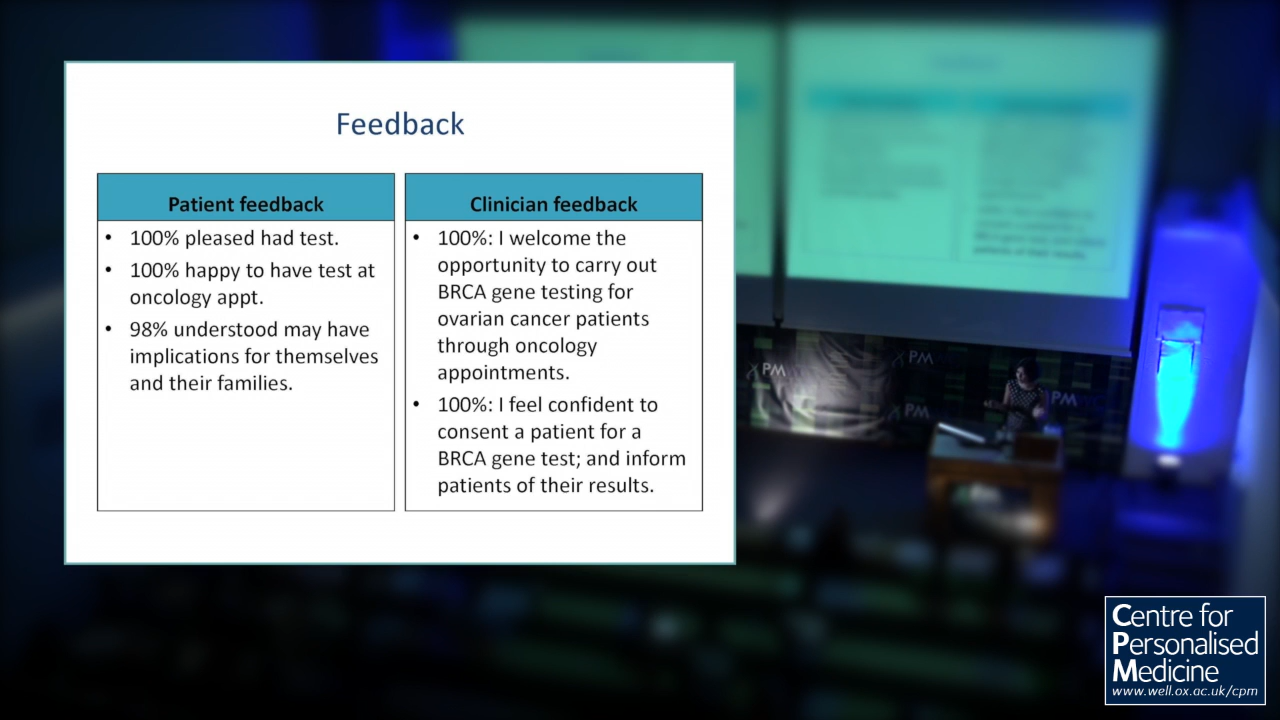 Feedback
Patient feedback
• 100% pleased had test.
• 100% happy to have test at
oncology appt.
• 98% understood may have
implications for themselves
and their families.
Clinician feedback
• 100%: I welcome the
opportunity to carry out
BRCA gene testing for
ovarian cancer patients
through oncology
appointments.
• 100%: I feel confident to
consent a patient for a
BRCA gene test; and inform
patients of their results.
PM
PM
PM
PM
Centre for
Personalised
Medicine
www.well.ox.ac.uk/cpm